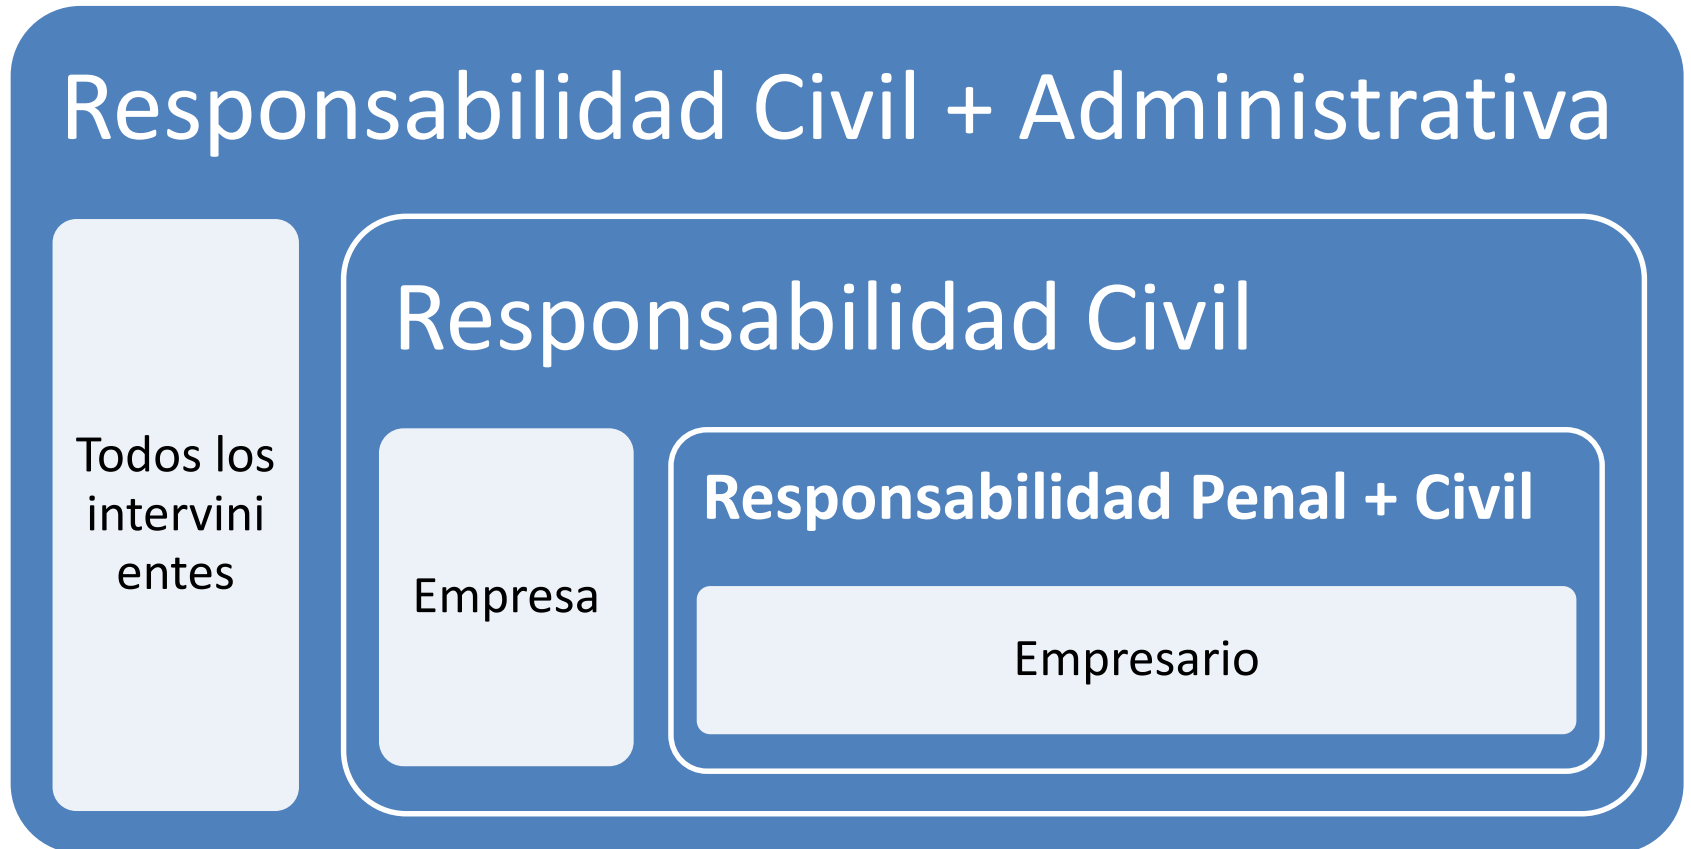 Responsabilidad Civil + Administrativa
Todos los
intervini
entes
Responsabilidad Civil
Empresa
Responsabilidad Penal + Civil
Empresario